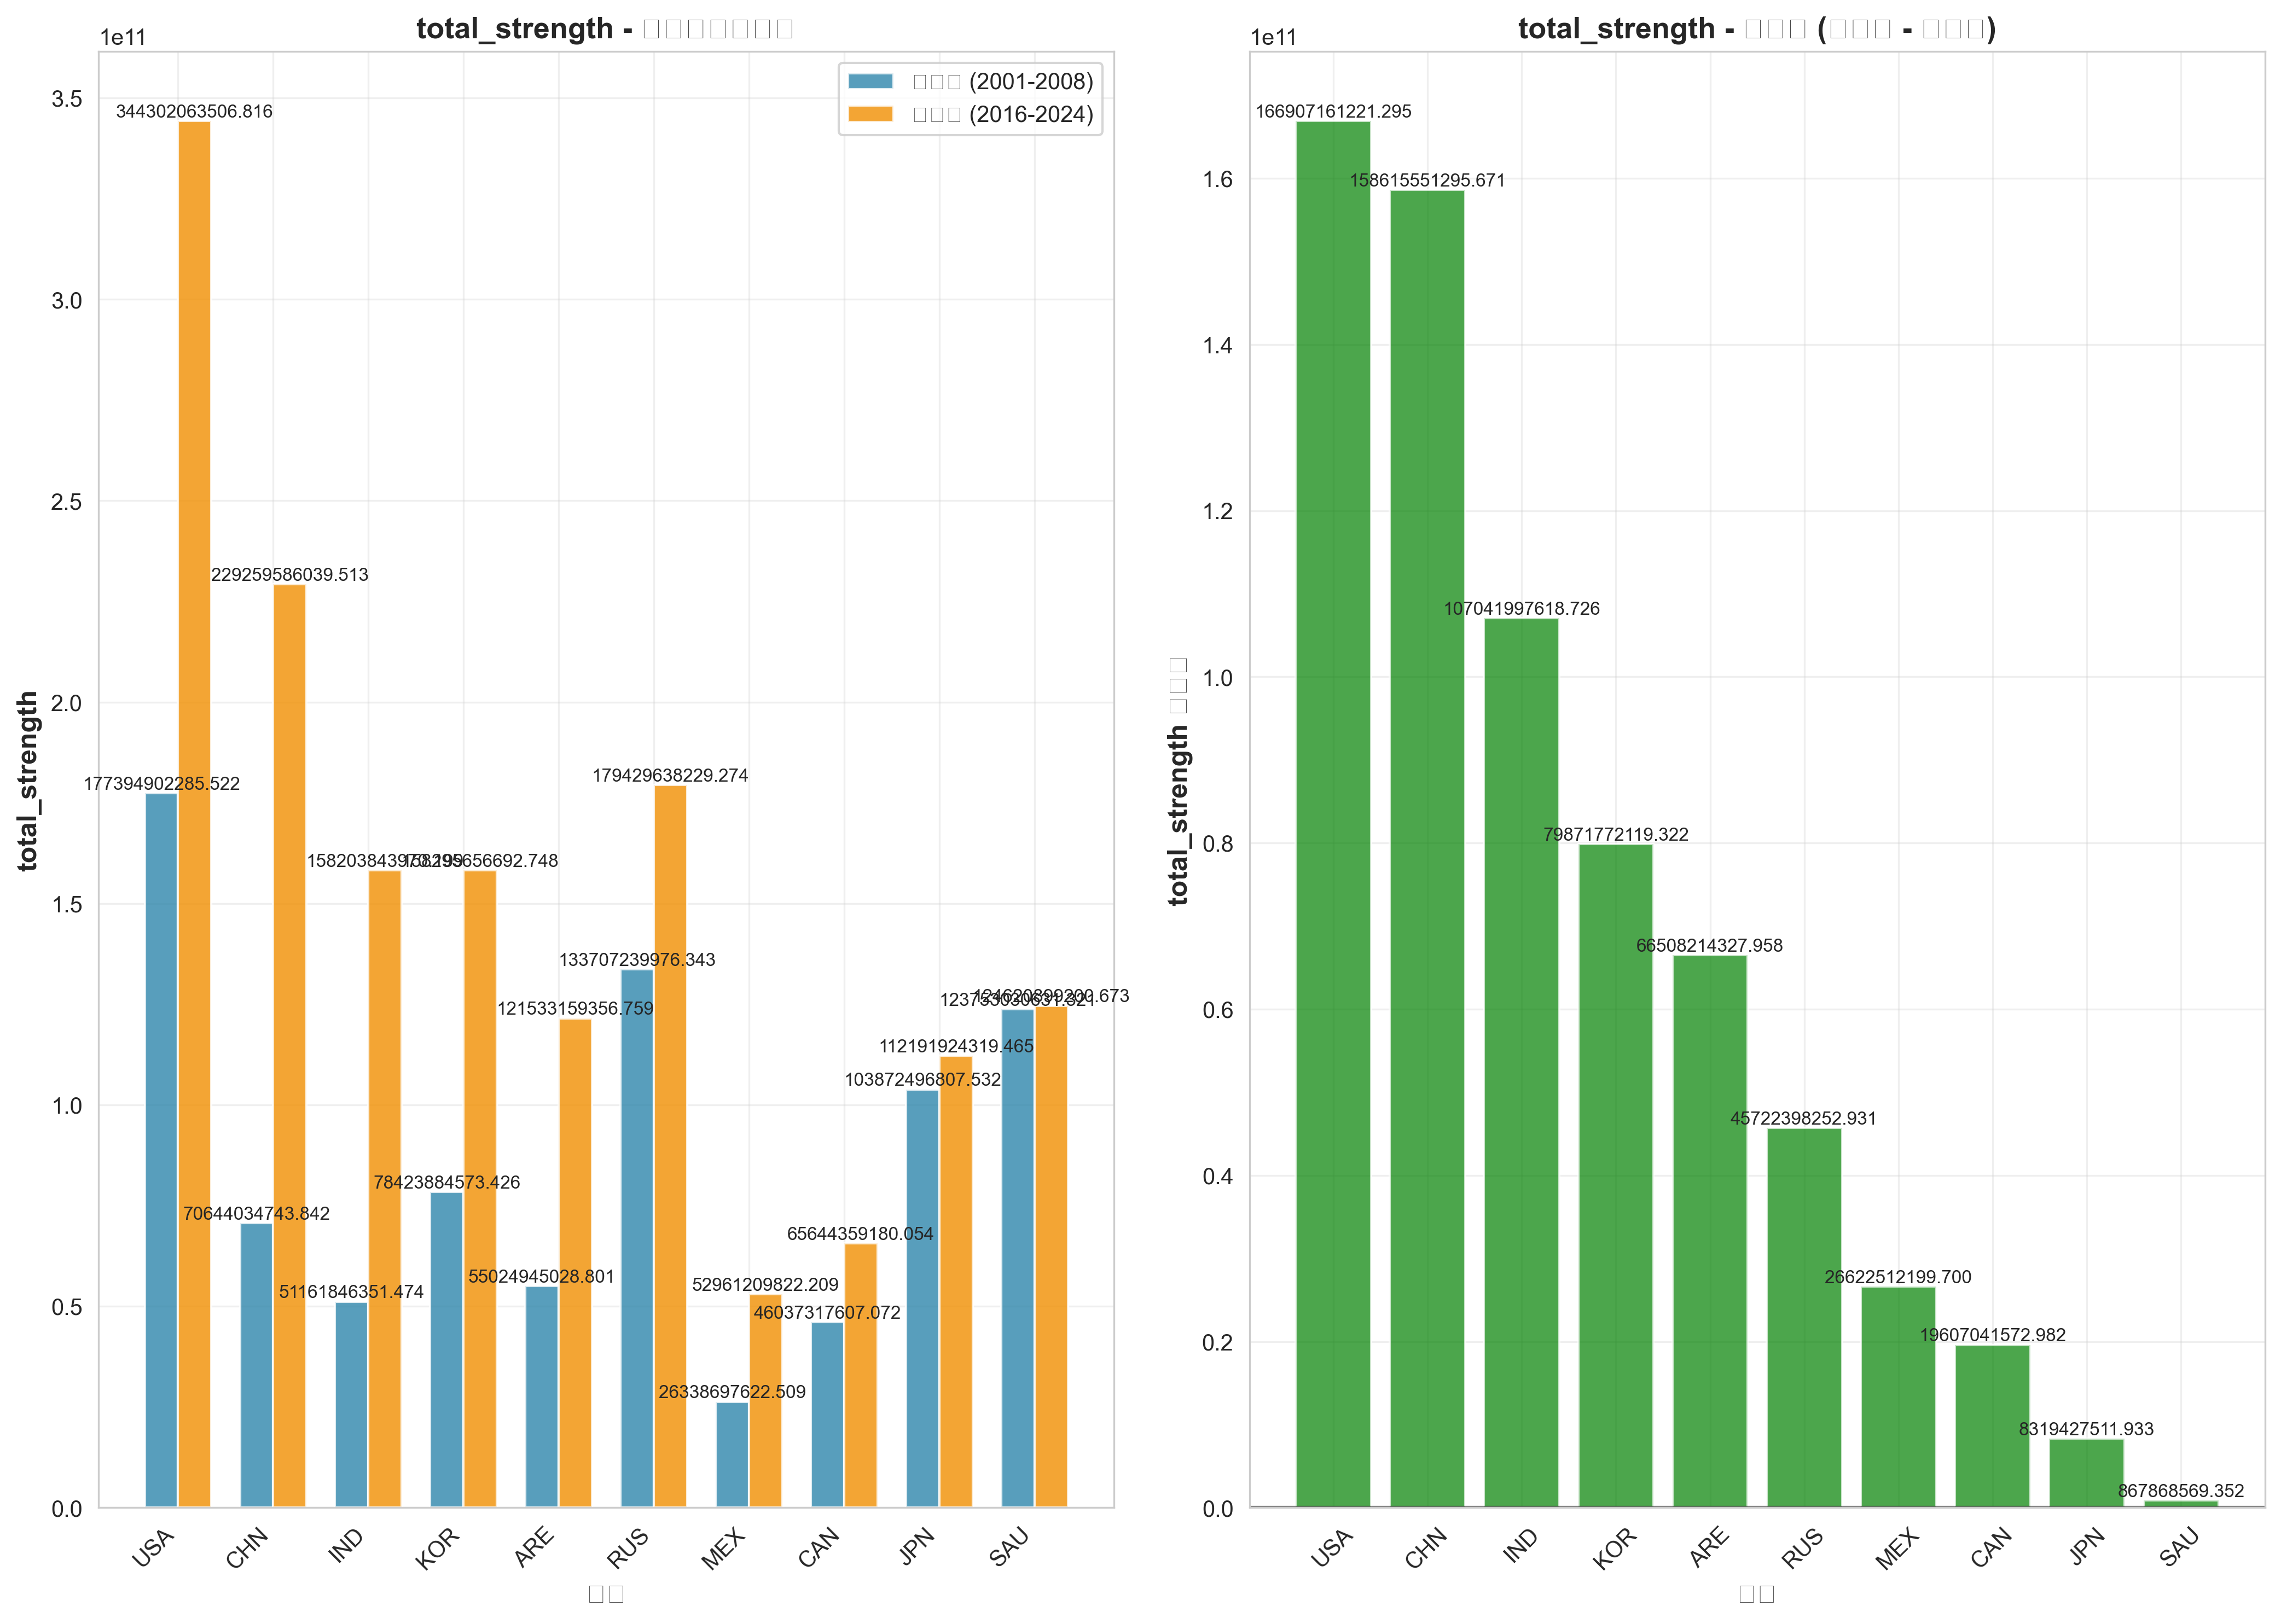 total_strength - □□□□□□□
1e11
□□□ (2001-2008)
□□□ (2016-2024)
3.5
3.0
2.5
2.0
1.5
1.0
0.5
0.0
total_strength
344302063506.816
229259586039.513
177394902285.522
179429638229.274
158295656692.748
133707239976.343
121533159356.759
124620899200.673
112191924319.465
103872496807.532
78423884573.426
70644034743.842
65644359180.054
55024945028.801
51161846351.474
52961209822.209
46037317607.072
26338697622.509
USA
CHN
IND
KOR
ARE
RUS
MEX
CAN
JPN
SAU
□□
total_strength - □□□ (□□□ - □□□)
1e11
1.6
1.4
1.2
1.0
0.8
0.6
0.4
0.2
0.0
total_strength □□□
166907161221.295
158615551295.671
107041997618.726
79871772119.322
66508214327.958
45722398252.931
26622512199.700
19607041572.982
8319427511.933
867868569.352
USA
CHN
IND
KOR
ARE
RUS
MEX
CAN
JPN
SAU
□□